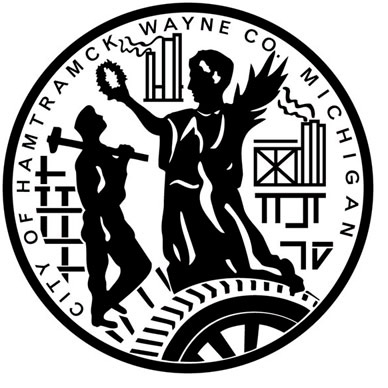 CITY OF HAMTRAMCK, WAYNE CO. MICHIGAN